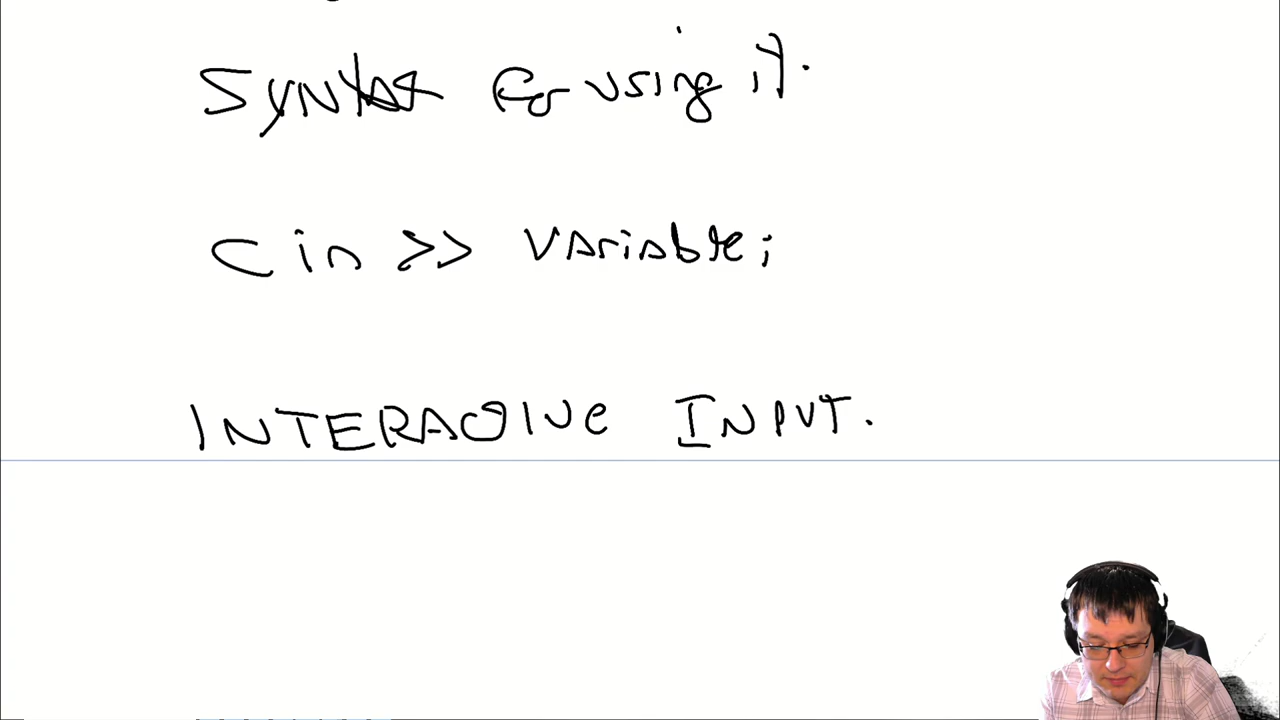 SYNTAX for using it.
cin >> variable;
INTERACTIVE INPUT.